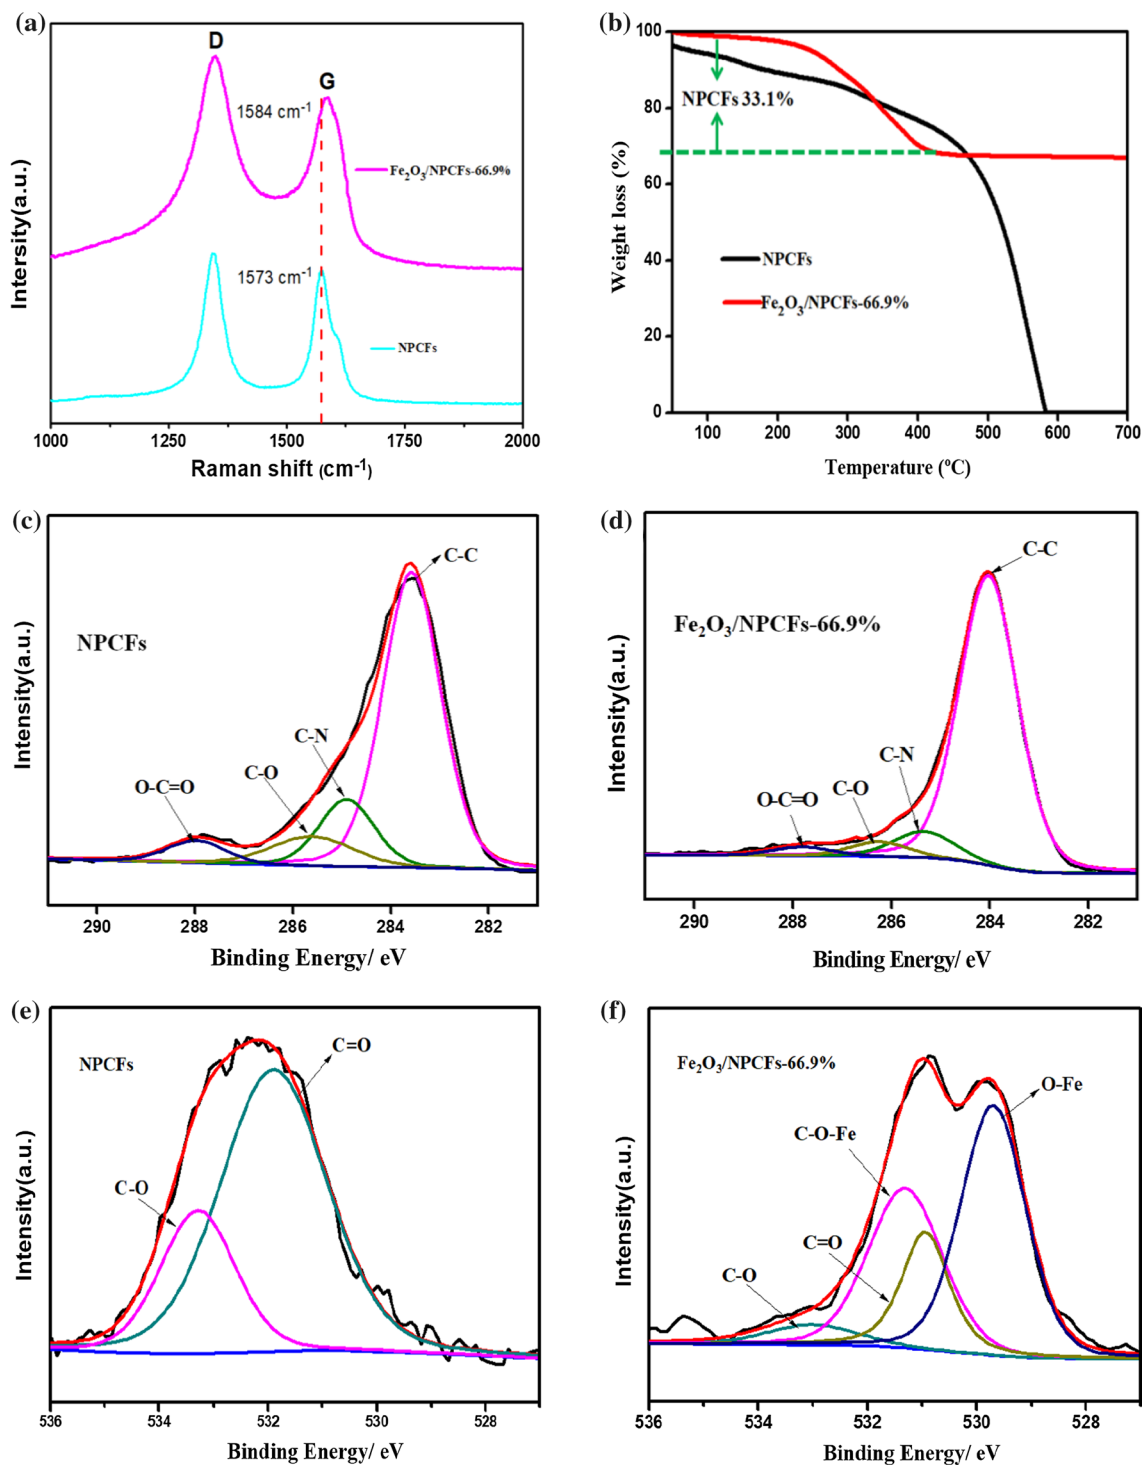 (a)
D
G
1584 cm⁻¹
Fe₂O₃/NPCFs-66.9%
1573 cm⁻¹
NPCFs
Intersity(a.u.)
1000 1250 1500 1750 2000
Raman shift (cm⁻¹)
(b)
100
80
60
40
20
0
NPCFs 33.1%
NPCFs
Fe₂O₃/NPCFs-66.9%
Weight loss (%)
100 200 300 400 500 600 700
Temperature (ºC)
(c)
C-C
NPCFs
C-N
C-O
O-C=O
Intensity(a.u.)
290 288 286 284 282
Binding Energy/ eV
(d)
C-C
Fe₂O₃/NPCFs-66.9%
C-N
C-O
O-C=O
Intensity(a.u.)
290 288 286 284 282
Binding Energy/ eV
(e)
NPCFs
C=O
C-O
Intensity(a.u.)
536 534 532 530 528
Binding Energy/ eV
(f)
Fe₂O₃/NPCFs-66.9%
O-Fe
C-O-Fe
C=O
C-O
Intensity(a.u.)
536 534 532 530 528
Binding Energy/ eV